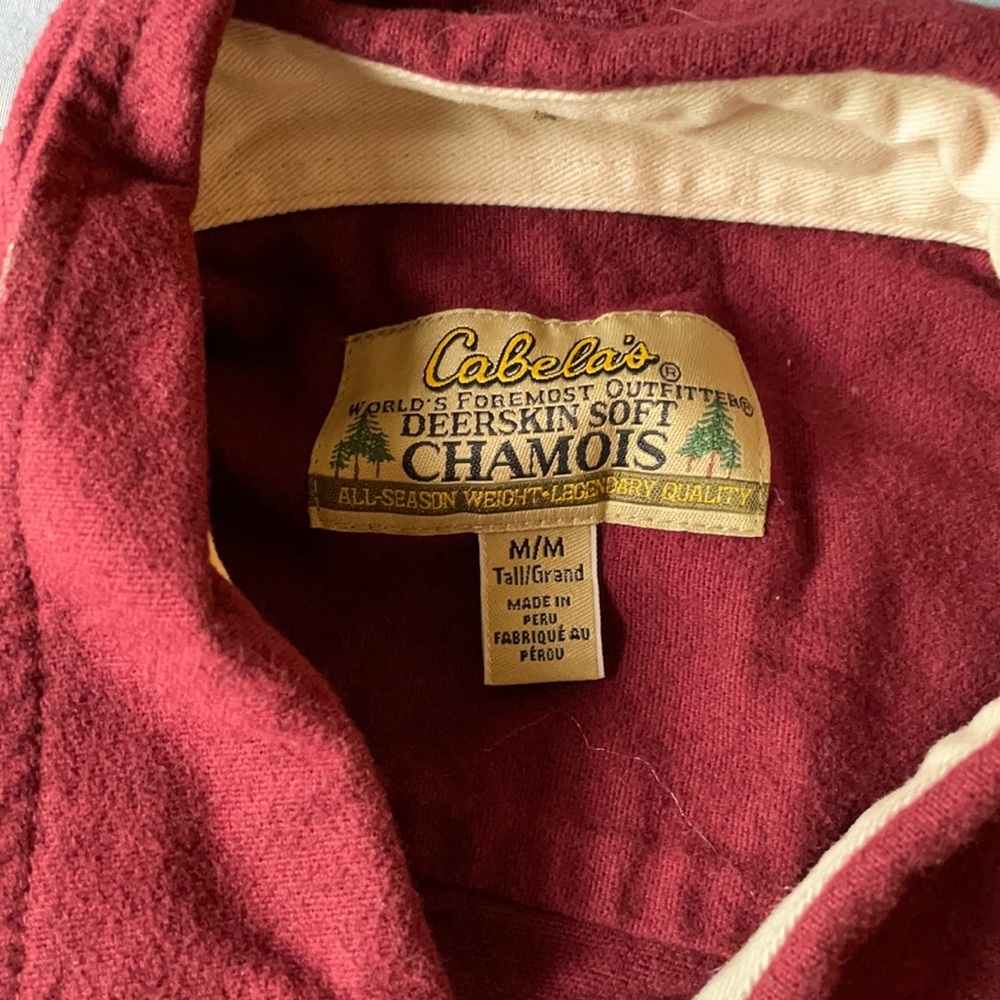 Cabela's®
WORLD'S FOREMOST OUTFITTER®
DEERSKIN SOFT
CHAMOIS
ALL-SEASON WEIGHT•LEGENDARY QUALITY
M/M
Tall/Grand
MADE IN
PERU
FABRIQUÉ AU
PÉROU